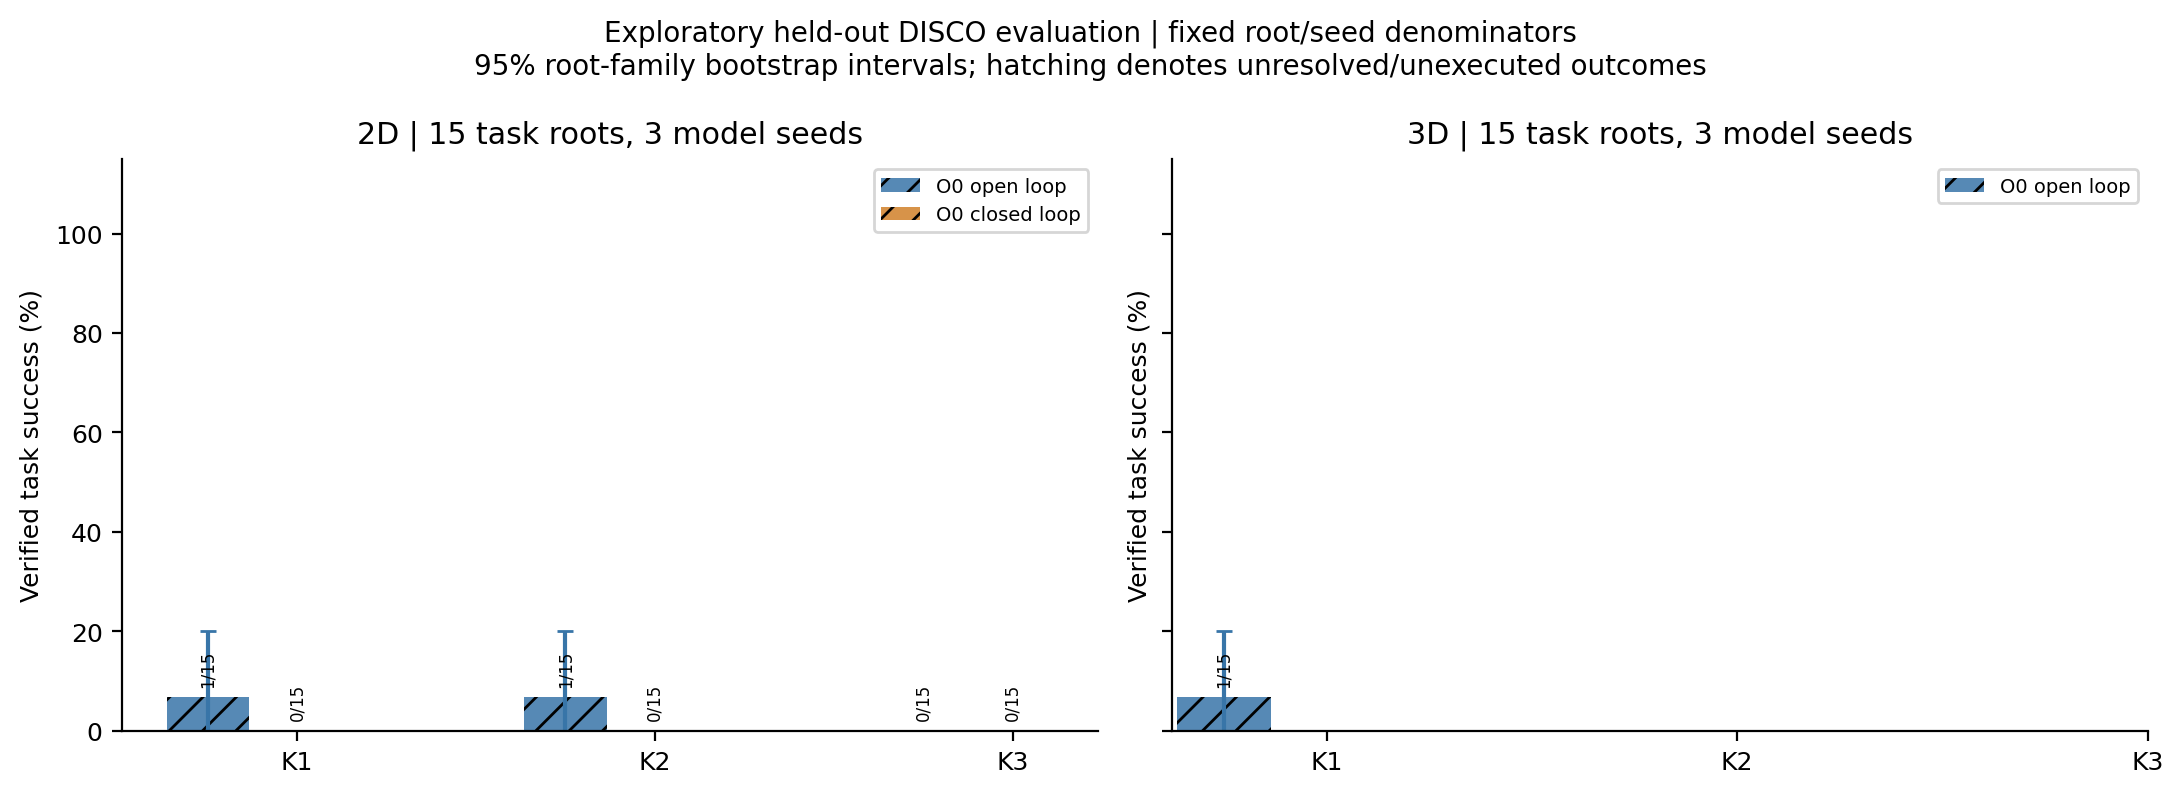 Exploratory held-out DISCO evaluation | fixed root/seed denominators
95% root-family bootstrap intervals; hatching denotes unresolved/unexecuted outcomes
2D | 15 task roots, 3 model seeds
O0 open loop
O0 closed loop
Verified task success (%)
100
80
60
40
20
0
1/15
0/15
1/15
0/15
0/15
0/15
K1
K2
K3
3D | 15 task roots, 3 model seeds
O0 open loop
Verified task success (%)
1/15
K1
K2
K3